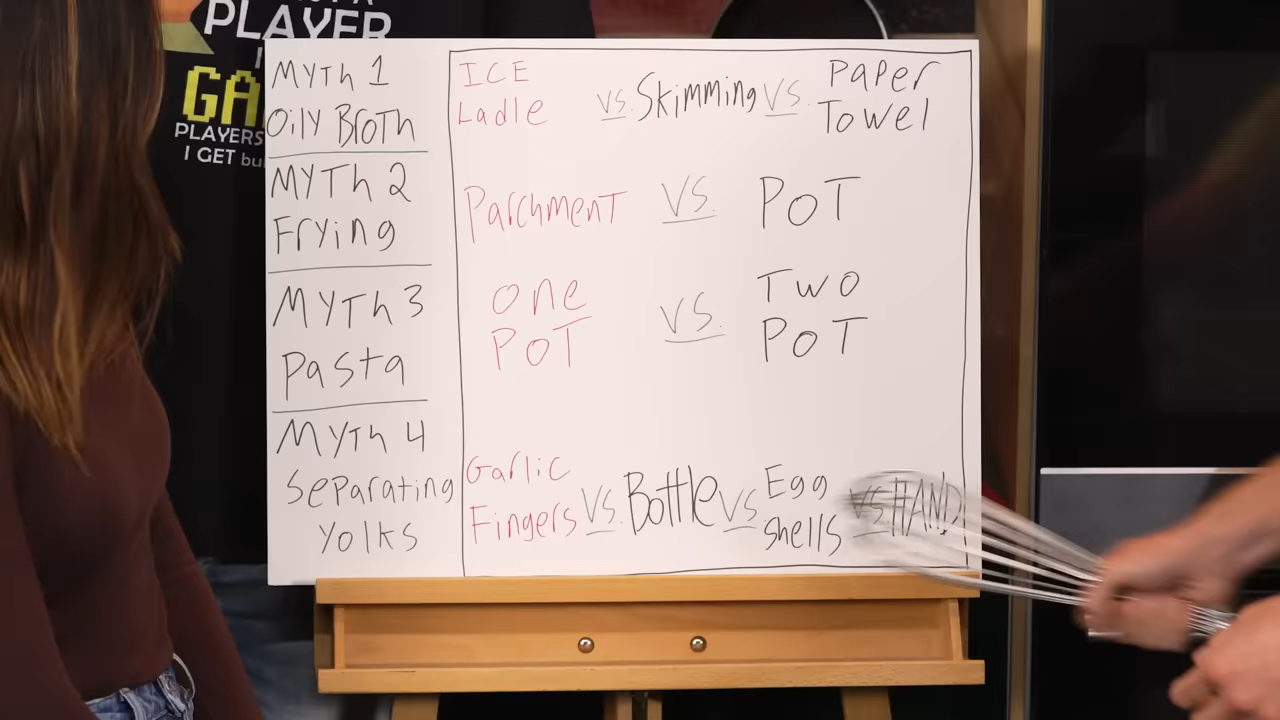 PLAYER
I
GA
PLAYERS
I GET bu
MYTH 1
Oily BroTh
ICE
Ladle
VS. Skimming VS.
PaPer
Towel
MYTH 2
Frying
ParchmenT VS. PoT
MYTH 3
PasTa
one
PoT
VS.
Two
PoT
MYTH 4
SeParating
Yolks
Garlic
Fingers
VS. Bottle VS.
Egg
Shells
VS HAND